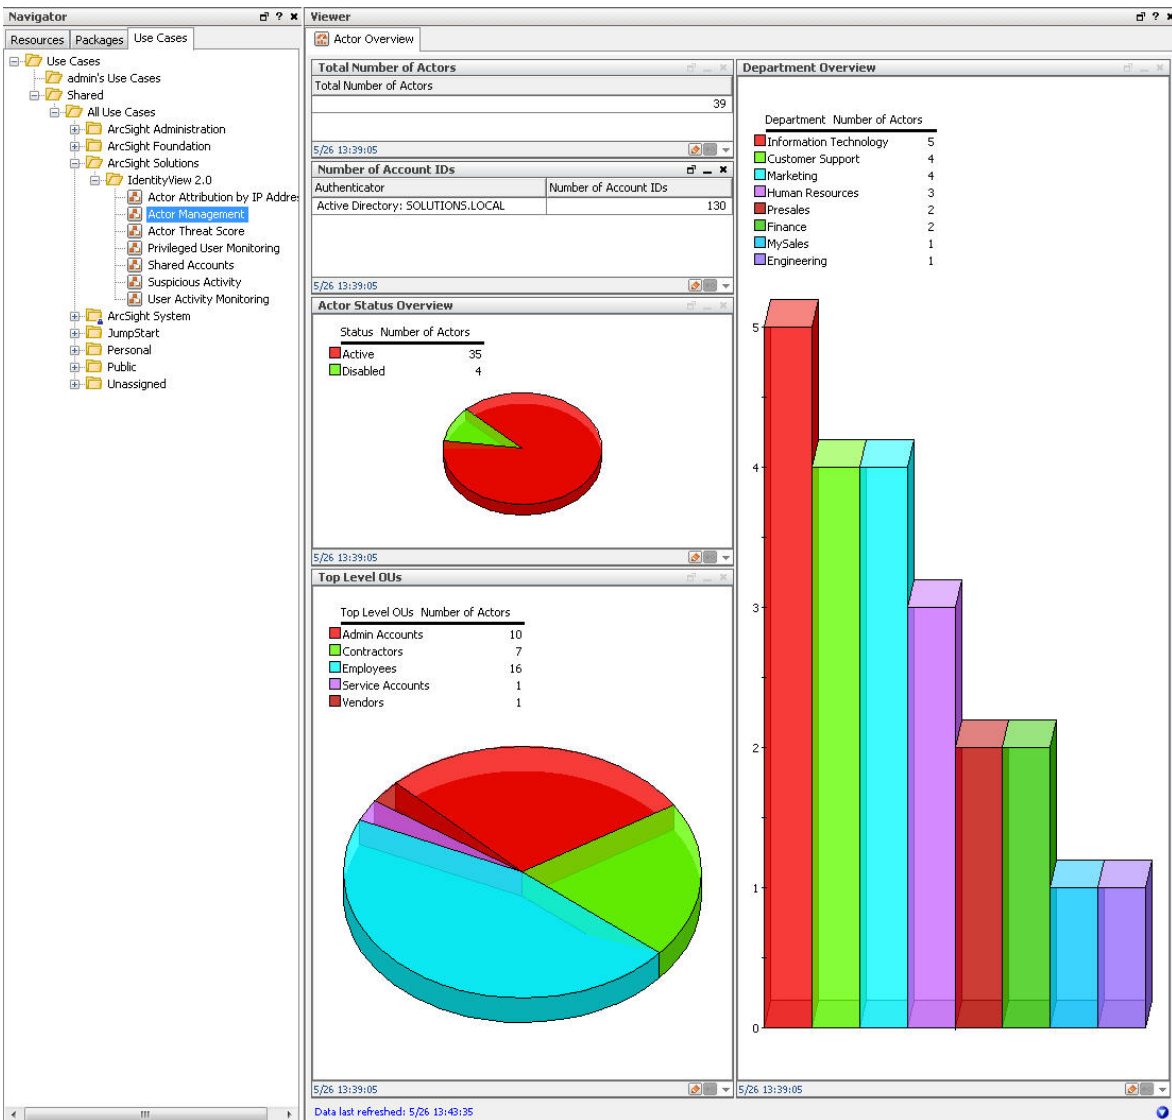 Navigator
Resources Packages Use Cases
Use Cases
admin's Use Cases
Shared
All Use Cases
ArcSight Administration
ArcSight Foundation
ArcSight Solutions
IdentityView 2.0
Actor Attribution by IP Addre
Actor Management
Actor Threat Score
Privileged User Monitoring
Shared Accounts
Suspicious Activity
User Activity Monitoring
ArcSight System
JumpStart
Personal
Public
Unassigned
Viewer
Actor Overview
Total Number of Actors
Total Number of Actors
39
5/26 13:39:05
Number of Account IDs
Authenticator Number of Account IDs
Active Directory: SOLUTIONS.LOCAL 130
5/26 13:39:05
Actor Status Overview
Status Number of Actors
Active 35
Disabled 4
5/26 13:39:05
Top Level OUs
Top Level OUs Number of Actors
Admin Accounts 10
Contractors 7
Employees 16
Service Accounts 1
Vendors 1
5/26 13:39:05
Department Overview
Department Number of Actors
Information Technology 5
Customer Support 4
Marketing 4
Human Resources 3
Presales 2
Finance 2
MySales 1
Engineering 1
5
4
3
2
1
0
5/26 13:39:05
Data last refreshed: 5/26 13:43:35